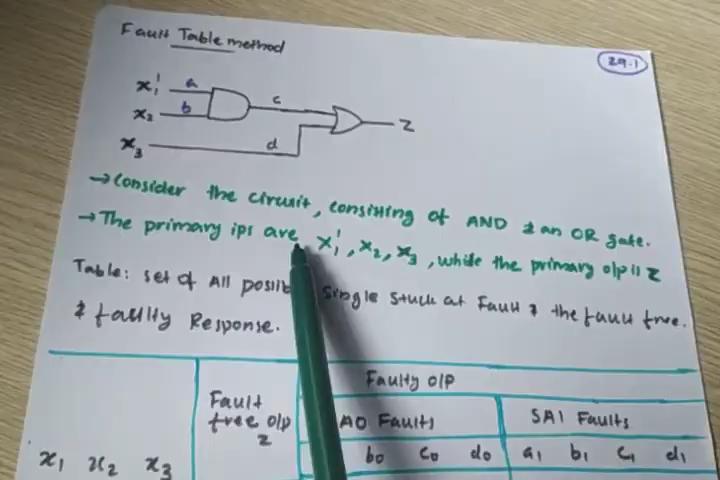 Fault Table method
29.1
x₁' a
b
x₂
c
z
x₃ d
→ Consider the circuit, consisting of AND & an OR gate.
→ The primary ips are x₁', x₂, x₃, while the primary o/p is z
Table: Set of All possib single stuck at Fault & the fault free.
& faulty Response.
Faulty O/P
Fault
free o/p
z
A0 Faults
SA1 Faults
x₁ x₂ x₃
b₀ c₀ d₀ a₁ b₁ c₁ d₁